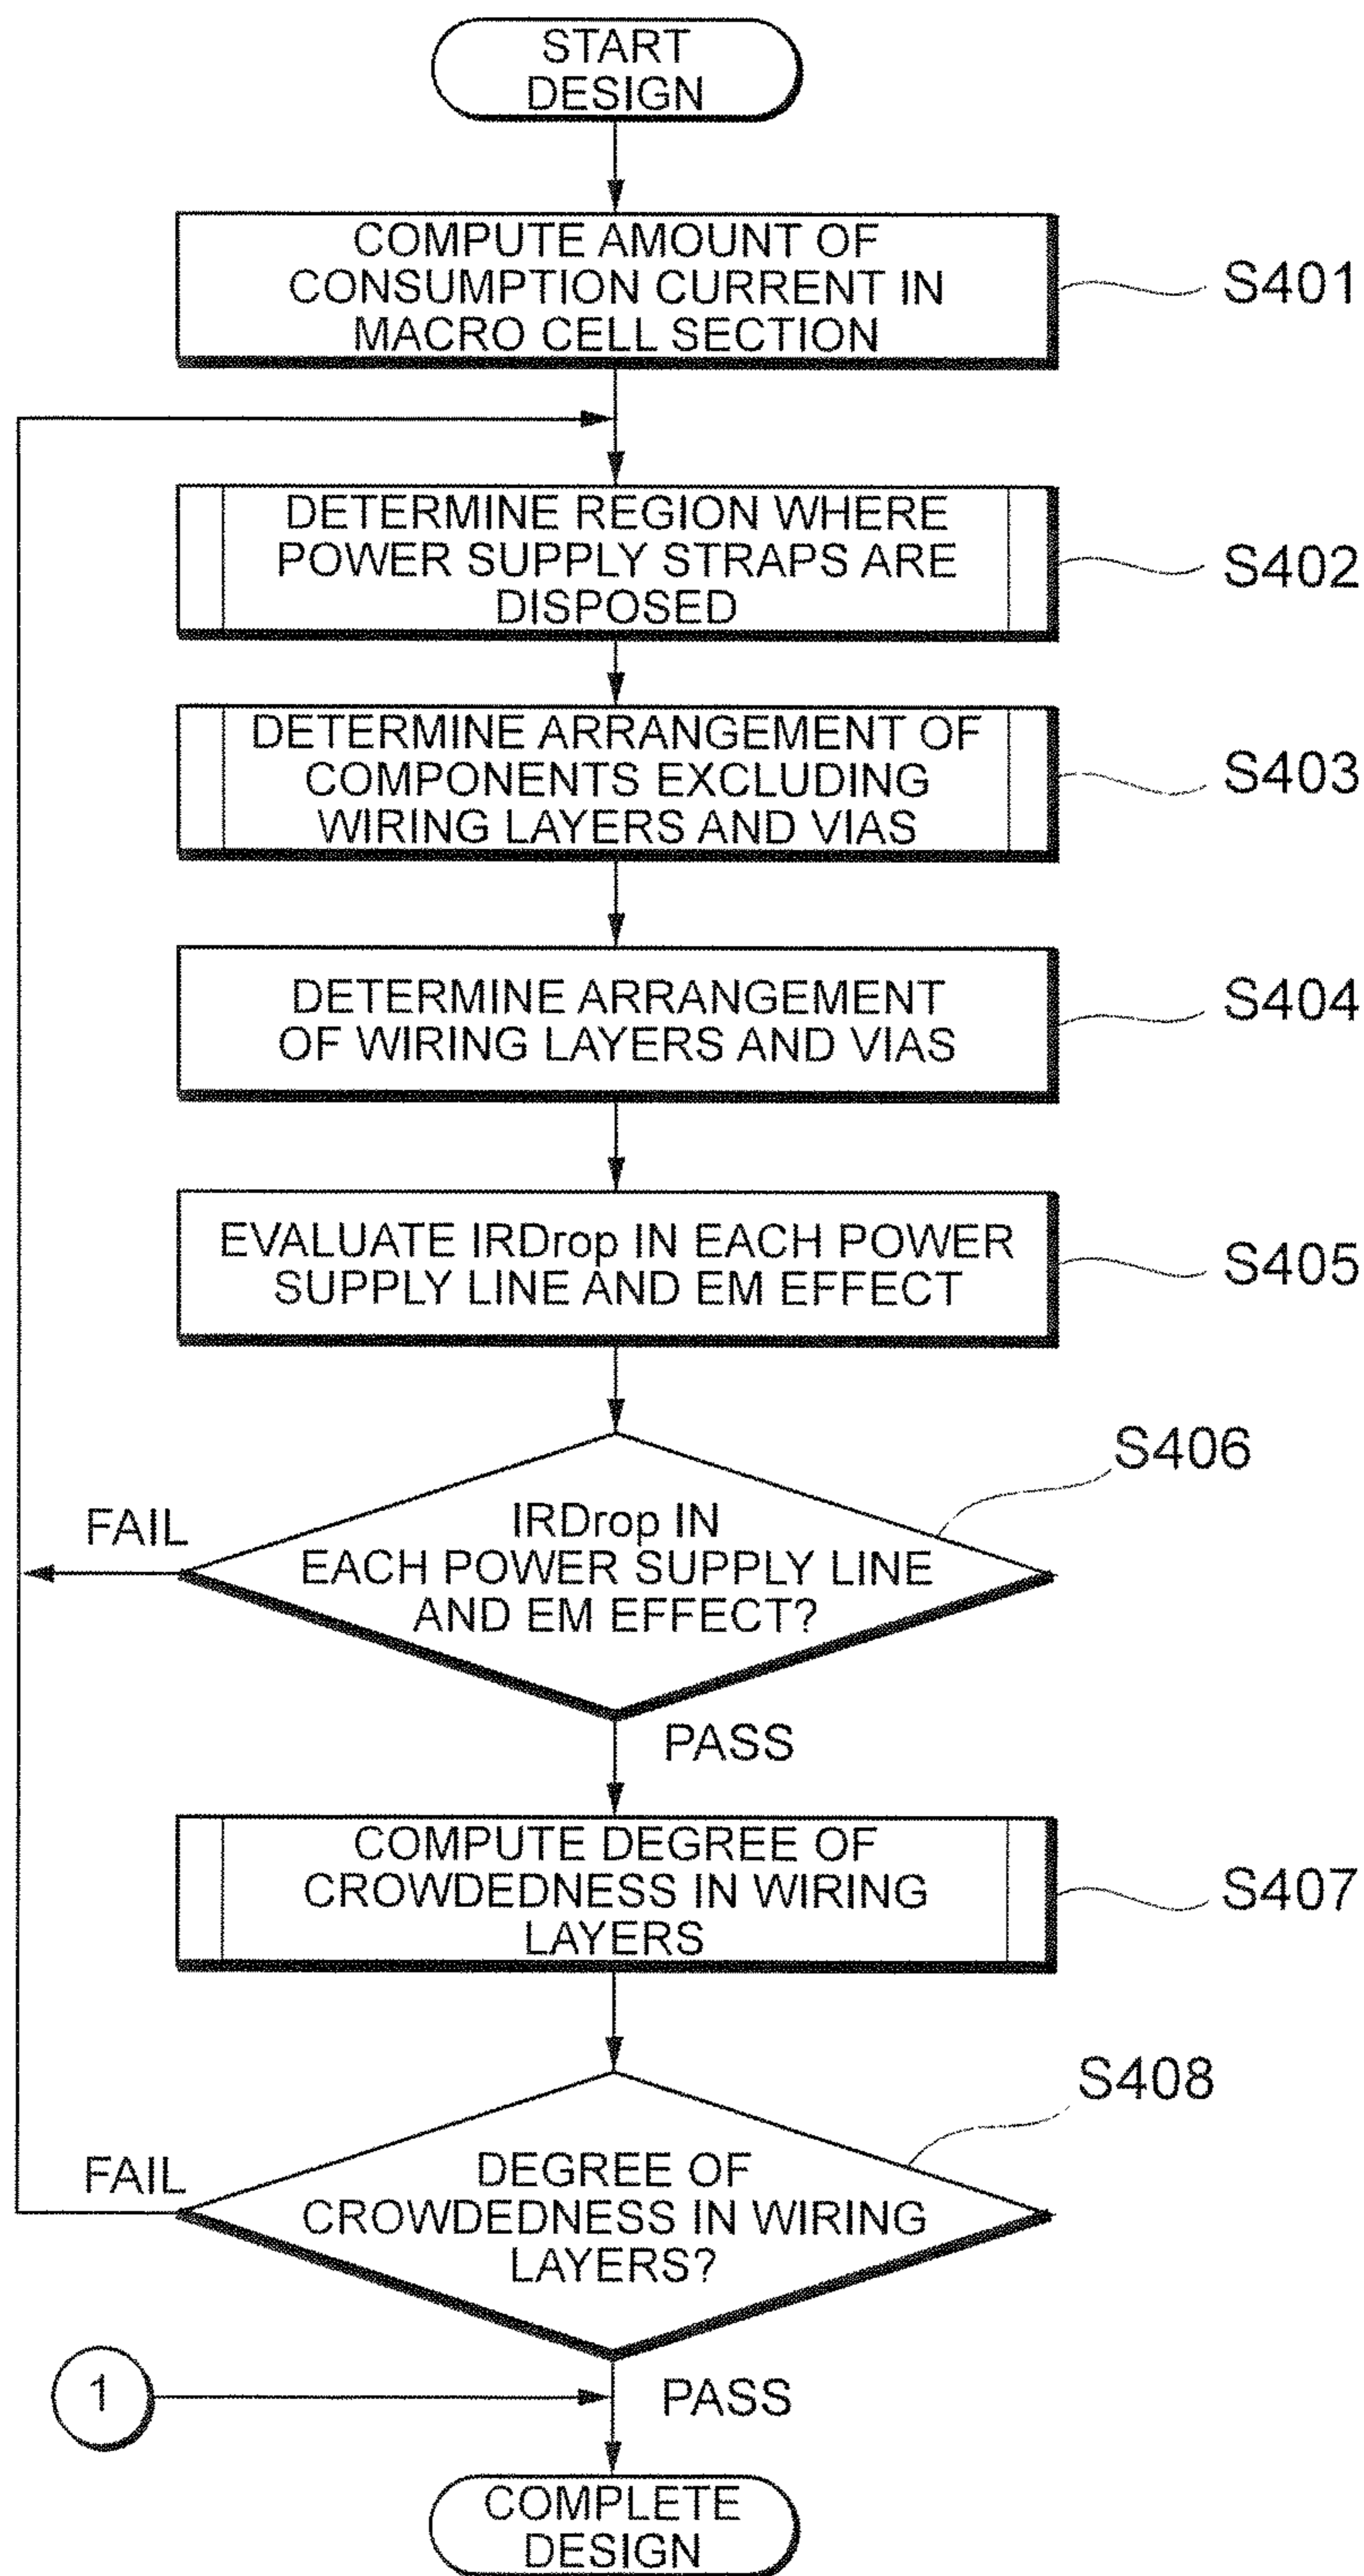 START
DESIGN
COMPUTE AMOUNT OF
CONSUMPTION CURRENT IN
MACRO CELL SECTION
S401
DETERMINE REGION WHERE
POWER SUPPLY STRAPS ARE
DISPOSED
S402
DETERMINE ARRANGEMENT OF
COMPONENTS EXCLUDING
WIRING LAYERS AND VIAS
S403
DETERMINE ARRANGEMENT
OF WIRING LAYERS AND VIAS
S404
EVALUATE IRDrop IN EACH POWER
SUPPLY LINE AND EM EFFECT
S405
S406
FAIL
IRDrop IN
EACH POWER SUPPLY LINE
AND EM EFFECT?
PASS
COMPUTE DEGREE OF
CROWDEDNESS IN WIRING
LAYERS
S407
S408
FAIL
DEGREE OF
CROWDEDNESS IN WIRING
LAYERS?
1
PASS
COMPLETE
DESIGN